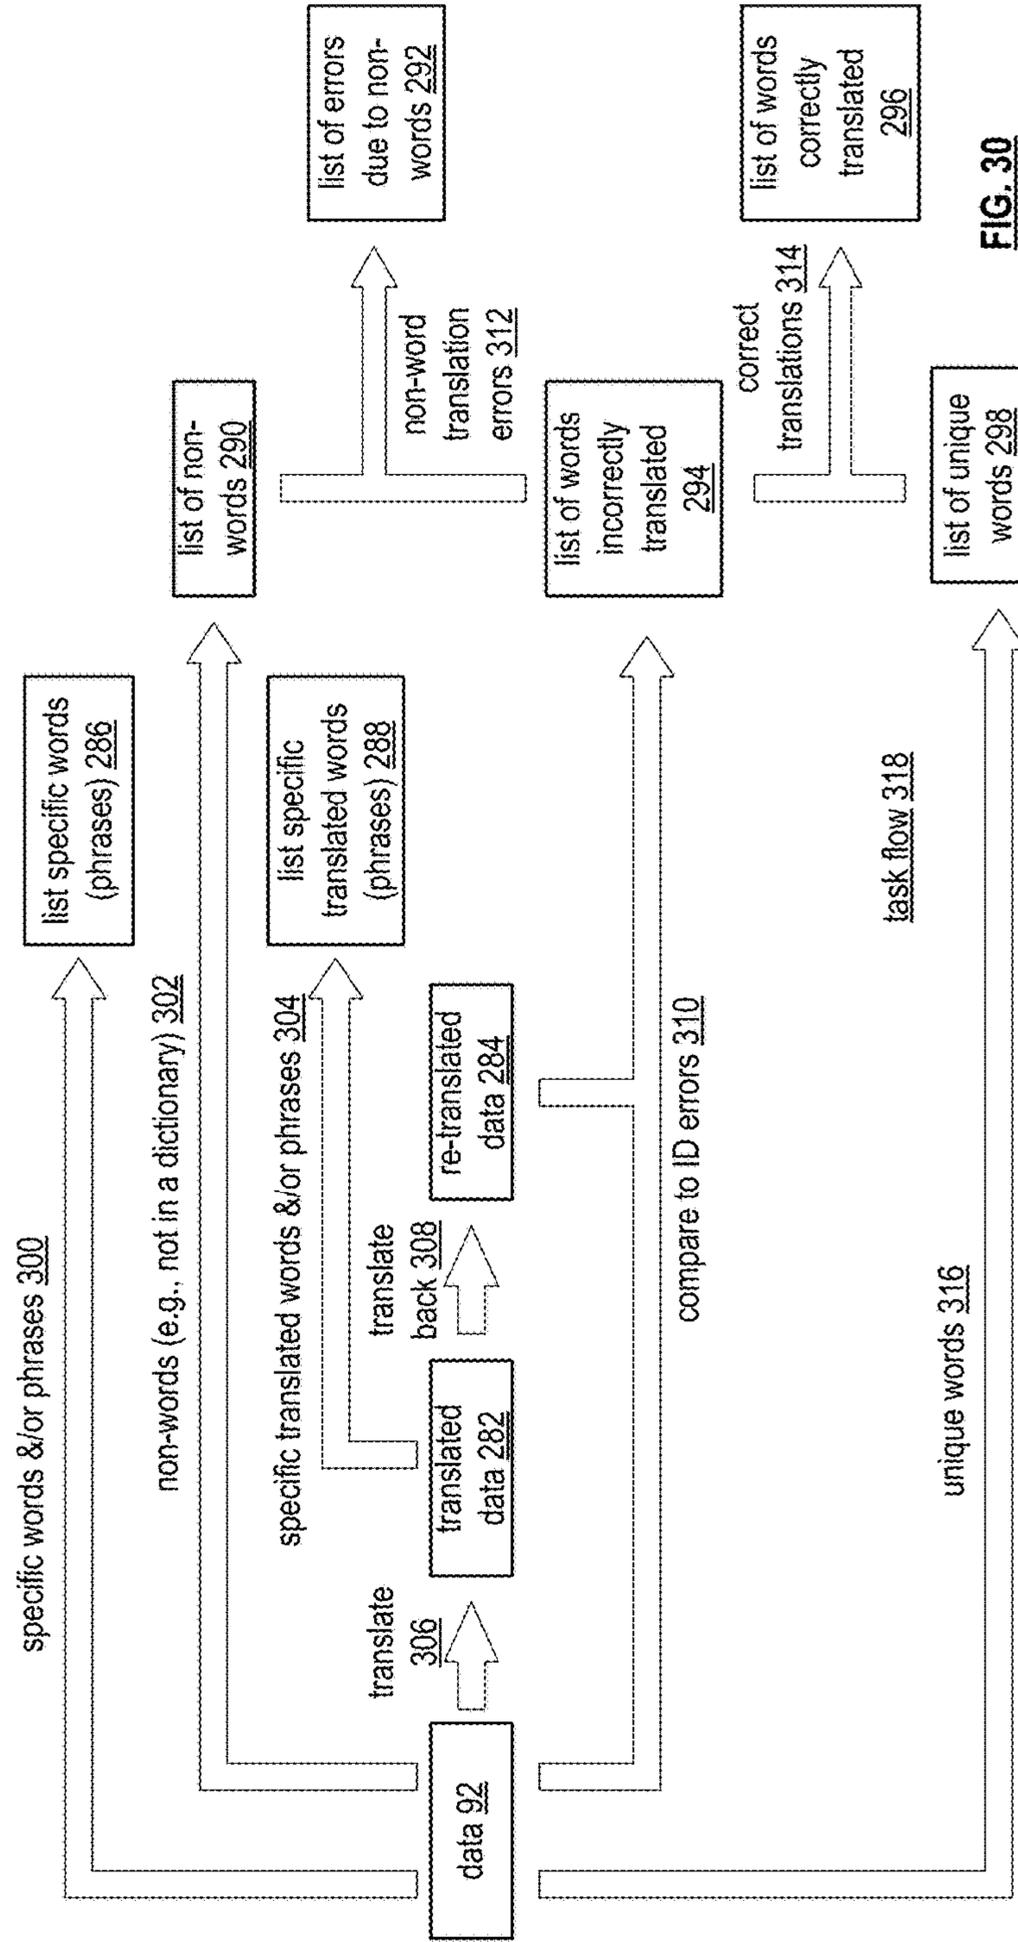 specific words &/or phrases 300
list specific words
(phrases) 286
non-words (e.g., not in a dictionary) 302
list of non-
words 290
list of errors
due to non-
words 292
specific translated words &/or phrases 304
list specific
translated words
(phrases) 288
non-word
translation
errors 312
data 92
translate
306
translated
data 282
translate
back 308
re-translated
data 284
list of words
incorrectly
translated
294
compare to ID errors 310
correct
translations 314
list of words
correctly
translated
296
task flow 318
unique words 316
list of unique
words 298
FIG. 30